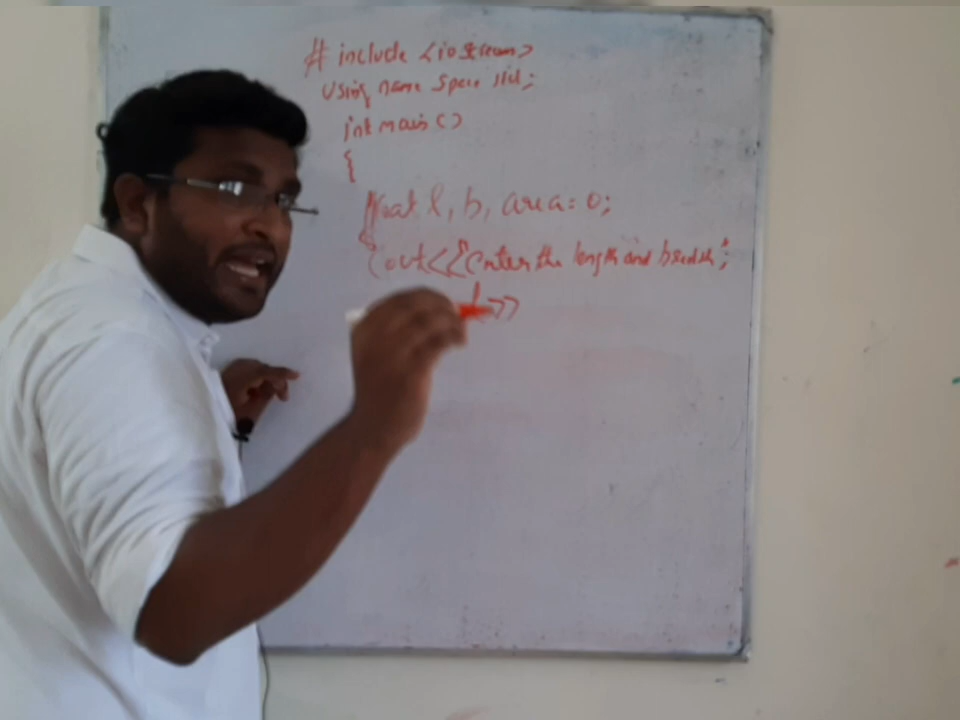 # include <iostream>
using name space std;
int main()
{
float l, b, area = 0;
cout<<"Enter the length and breadth";
l>>